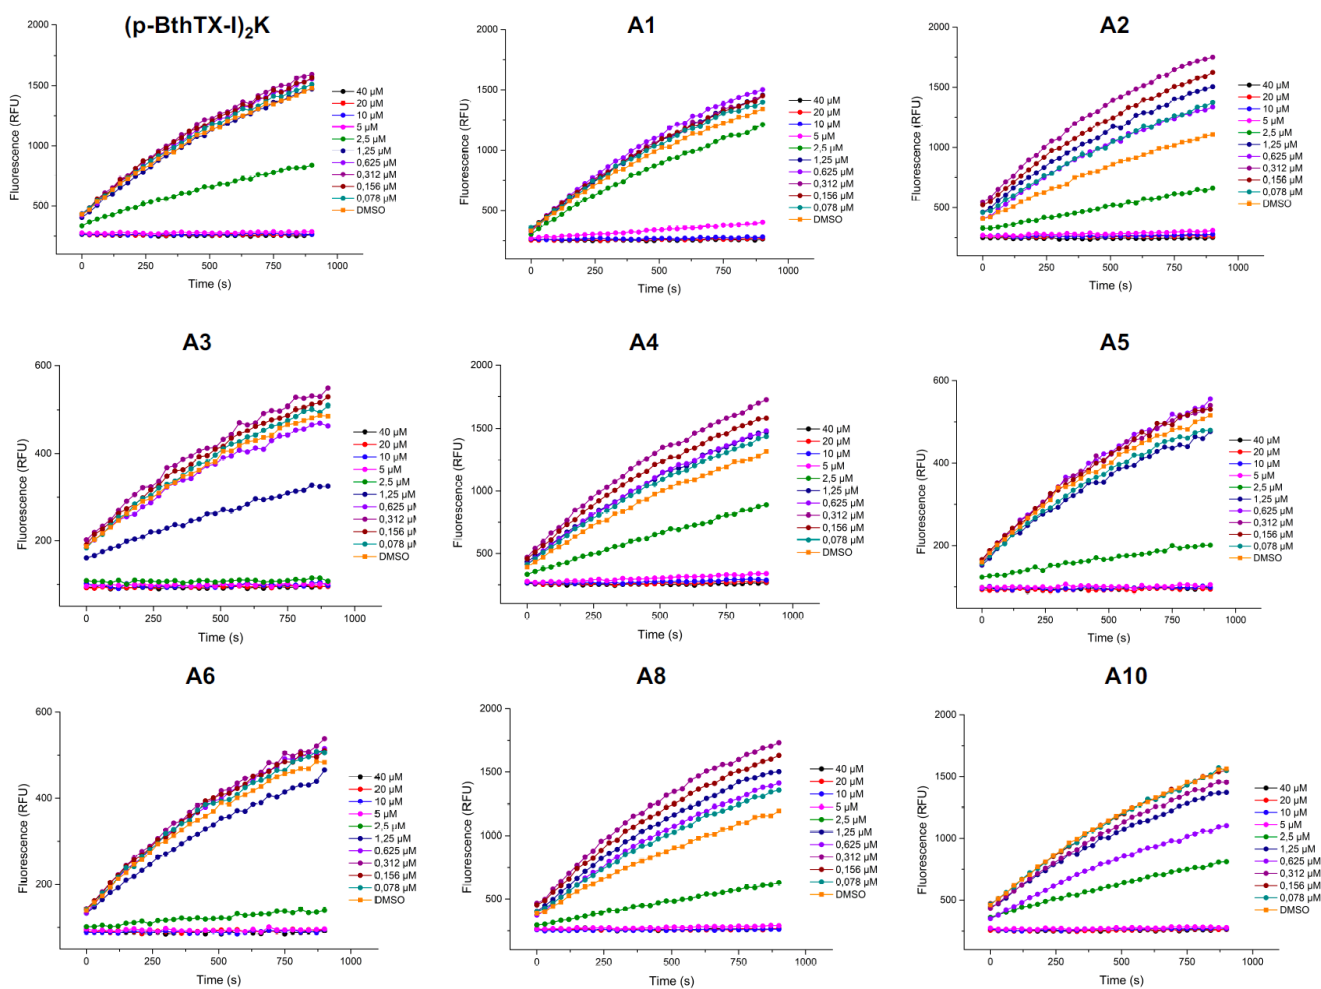 (p-BthTX-I)₂K
2000
1500
1000
500
Fluorescence (RFU)
0
250
500
750
1000
Time (s)
40 µM
20 µM
10 µM
5 µM
2,5 µM
1,25 µM
0,625 µM
0,312 µM
0,156 µM
0,078 µM
DMSO
A1
2000
1500
1000
500
Fluorescence (RFU)
0
250
500
750
1000
Time (s)
40 µM
20 µM
10 µM
5 µM
2,5 µM
1,25 µM
0,625 µM
0,312 µM
0,156 µM
0,078 µM
DMSO
A2
2000
1500
1000
500
Fluorescence (RFU)
0
250
500
750
1000
Time (s)
40 µM
20 µM
10 µM
5 µM
2,5 µM
1,25 µM
0,625 µM
0,312 µM
0,156 µM
0,078 µM
DMSO
A3
600
400
200
Fluorescence (RFU)
0
250
500
750
1000
Time (s)
40 µM
20 µM
10 µM
5 µM
2,5 µM
1,25 µM
0,625 µM
0,312 µM
0,156 µ
0,078 µ
DMSO
A4
2000
1500
1000
500
Fluorescence (RFU)
0
250
500
750
1000
Time (s)
40 µM
20 µM
10 µM
5 µM
2,5 µM
1,25 µM
0,625 µM
0,312 µM
0,156 µM
0,078 µM
DMSO
A5
600
400
200
Fluorescence (RFU)
0
250
500
750
1000
Time (s)
40 µM
20 µM
10 µM
5 µM
2,5 µM
1,25 µM
0,625 µM
0,312 µM
0,156 µM
0,078 µM
DMSO
A6
600
400
200
Fluorescence (RFU)
0
250
500
750
1000
Time (s)
40 µM
20 µM
10 µM
5 µM
2,5 µM
1,25 µM
0,625 µM
0,312 µM
0,156 µM
0,078 µM
DMSO
A8
2000
1500
1000
500
Fluorescence (RFU)
0
250
500
750
1000
Time (s)
40 µM
20 µM
10 µM
5 µM
2,5 µM
1,25 µM
0,625 µM
0,312 µM
0,156 µM
0,078 µM
DMSO
A10
2000
1500
1000
500
Fluorescence (RFU)
0
250
500
750
1000
Time (s)
40 µM
20 µM
10 µM
5 µM
2,5 µM
1,25 µM
0,625 µM
0,312 µM
0,156 µM
0,078 µM
DMSO